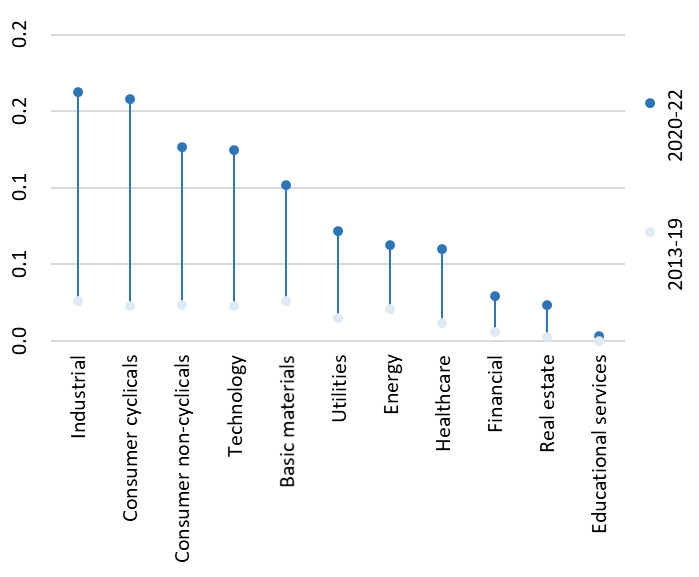 0.2
0.2
0.1
0.1
0.0
Industrial
Consumer cyclicals
Consumer non-cyclicals
Technology
Basic materials
Utilities
Energy
Healthcare
Financial
Real estate
Educational services
2020-22
2013-19